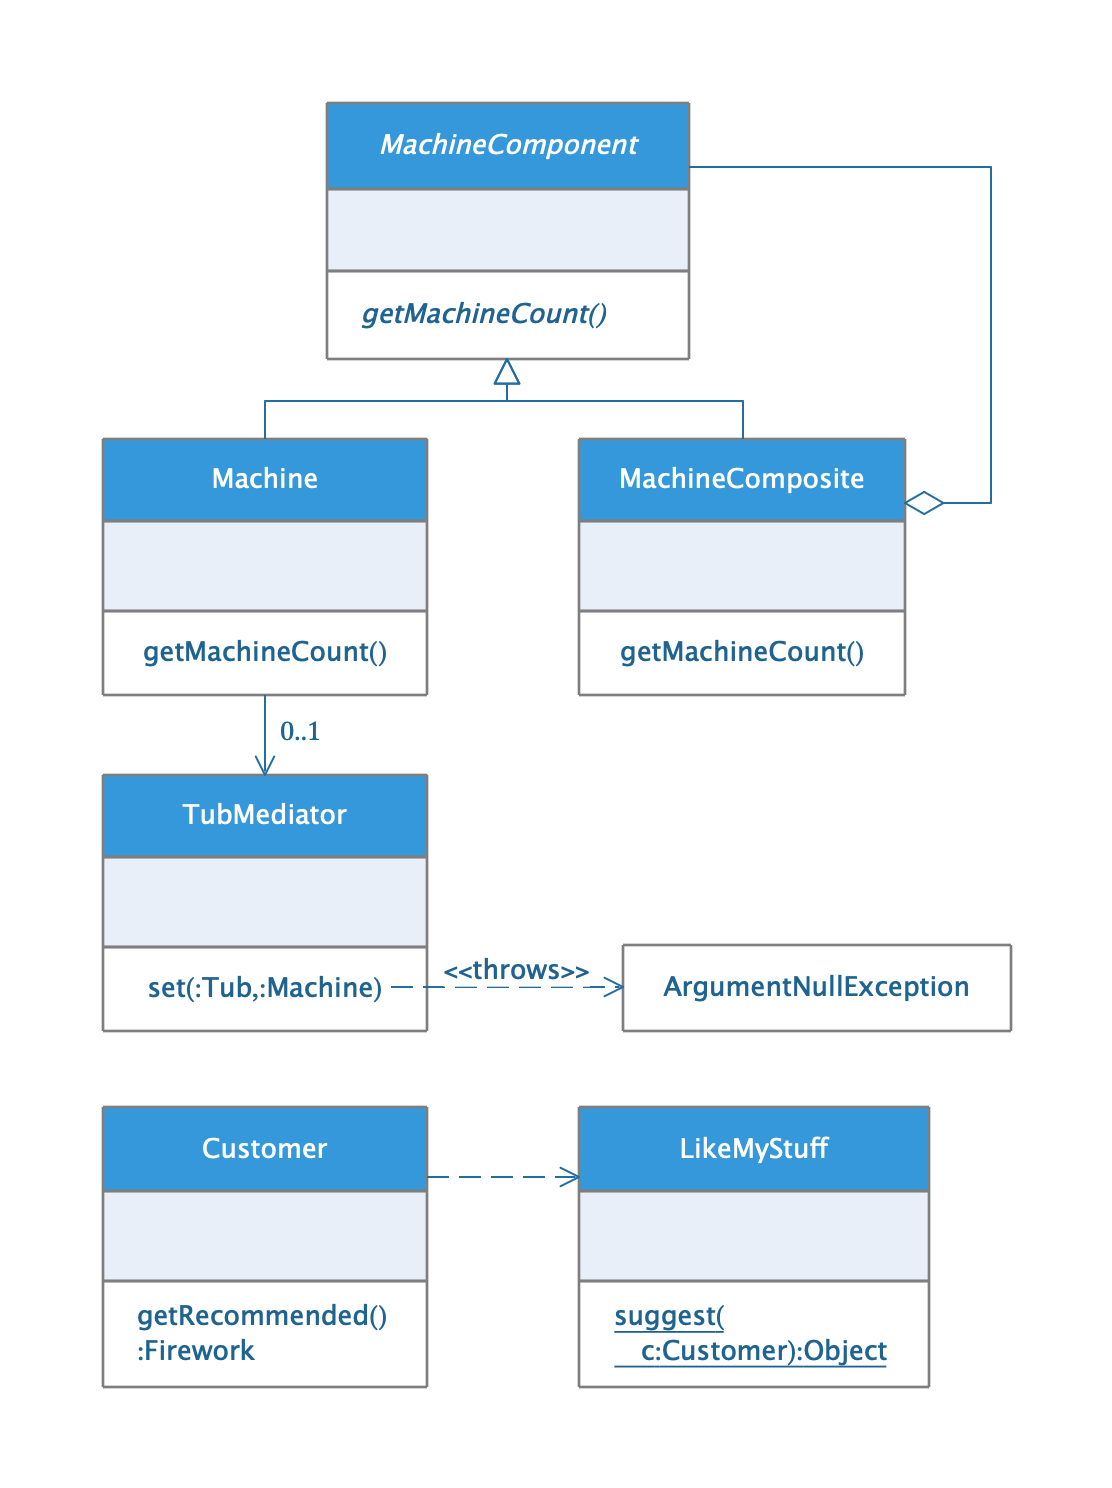 MachineComponent
getMachineCount()
Machine
MachineComposite
getMachineCount()
getMachineCount()
0..1
TubMediator
set(:Tub,:Machine)
<<throws>>
ArgumentNullException
Customer
LikeMyStuff
getRecommended()
:Firework
suggest(
c:Customer):Object